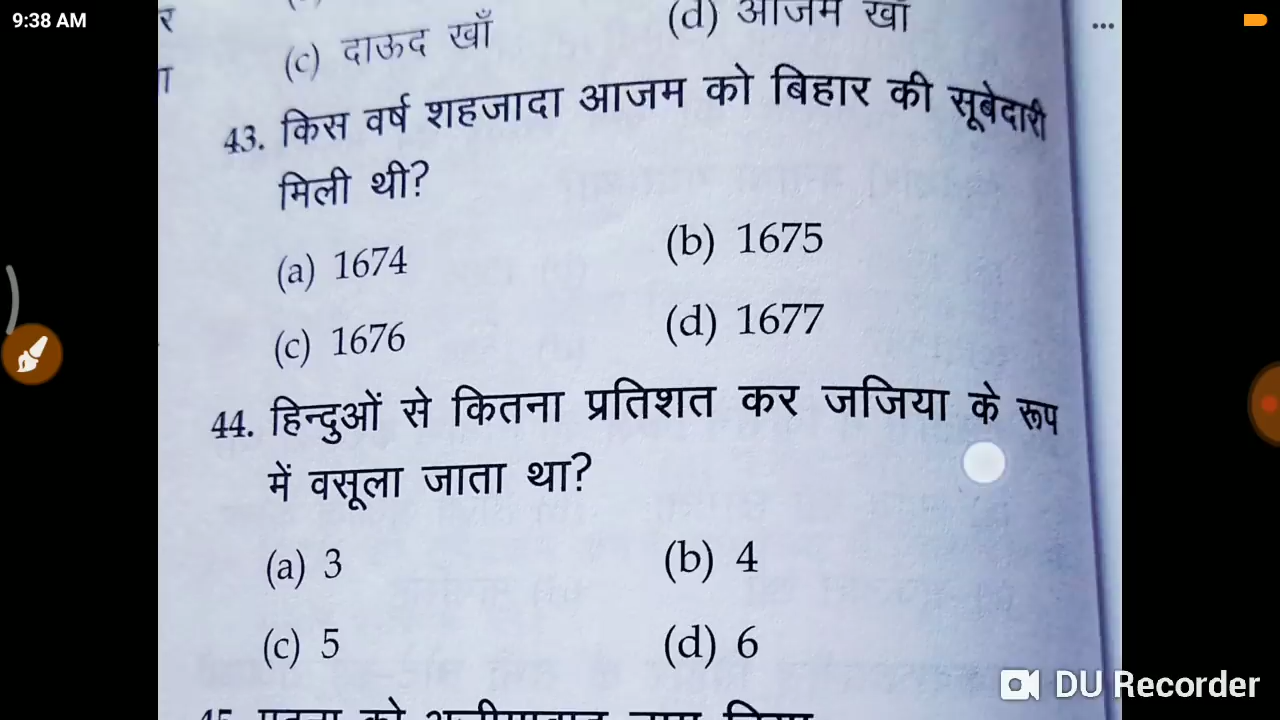 9:38 AM
र
(c) दाऊद खाँ (d) आजम खाँ
43. किस वर्ष शहजादा आजम को बिहार की सूबेदारी
मिली थी?
(a) 1674 (b) 1675
(c) 1676 (d) 1677
44. हिन्दुओं से कितना प्रतिशत कर जजिया के रूप
में वसूला जाता था?
(a) 3 (b) 4
(c) 5 (d) 6
DU Recorder